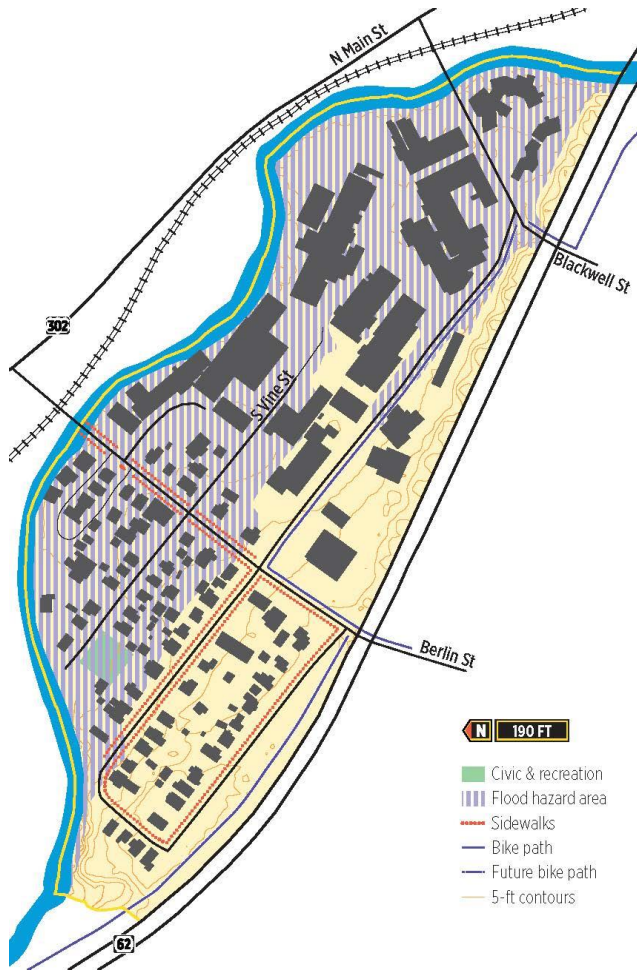 N Main St
Blackwell St
302
S Vine St
Berlin St
N 190 FT
Civic & recreation
Flood hazard area
Sidewalks
Bike path
Future bike path
5-ft contours
62